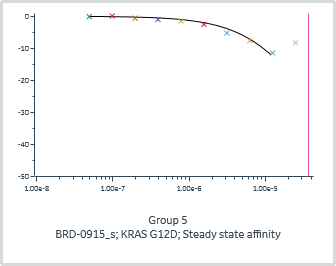 0
-10
-20
-30
-40
-50
1.00e-8
1.00e-7
1.00e-6
1.00e-5
Group 5
BRD-0915_s; KRAS G12D; Steady state affinity